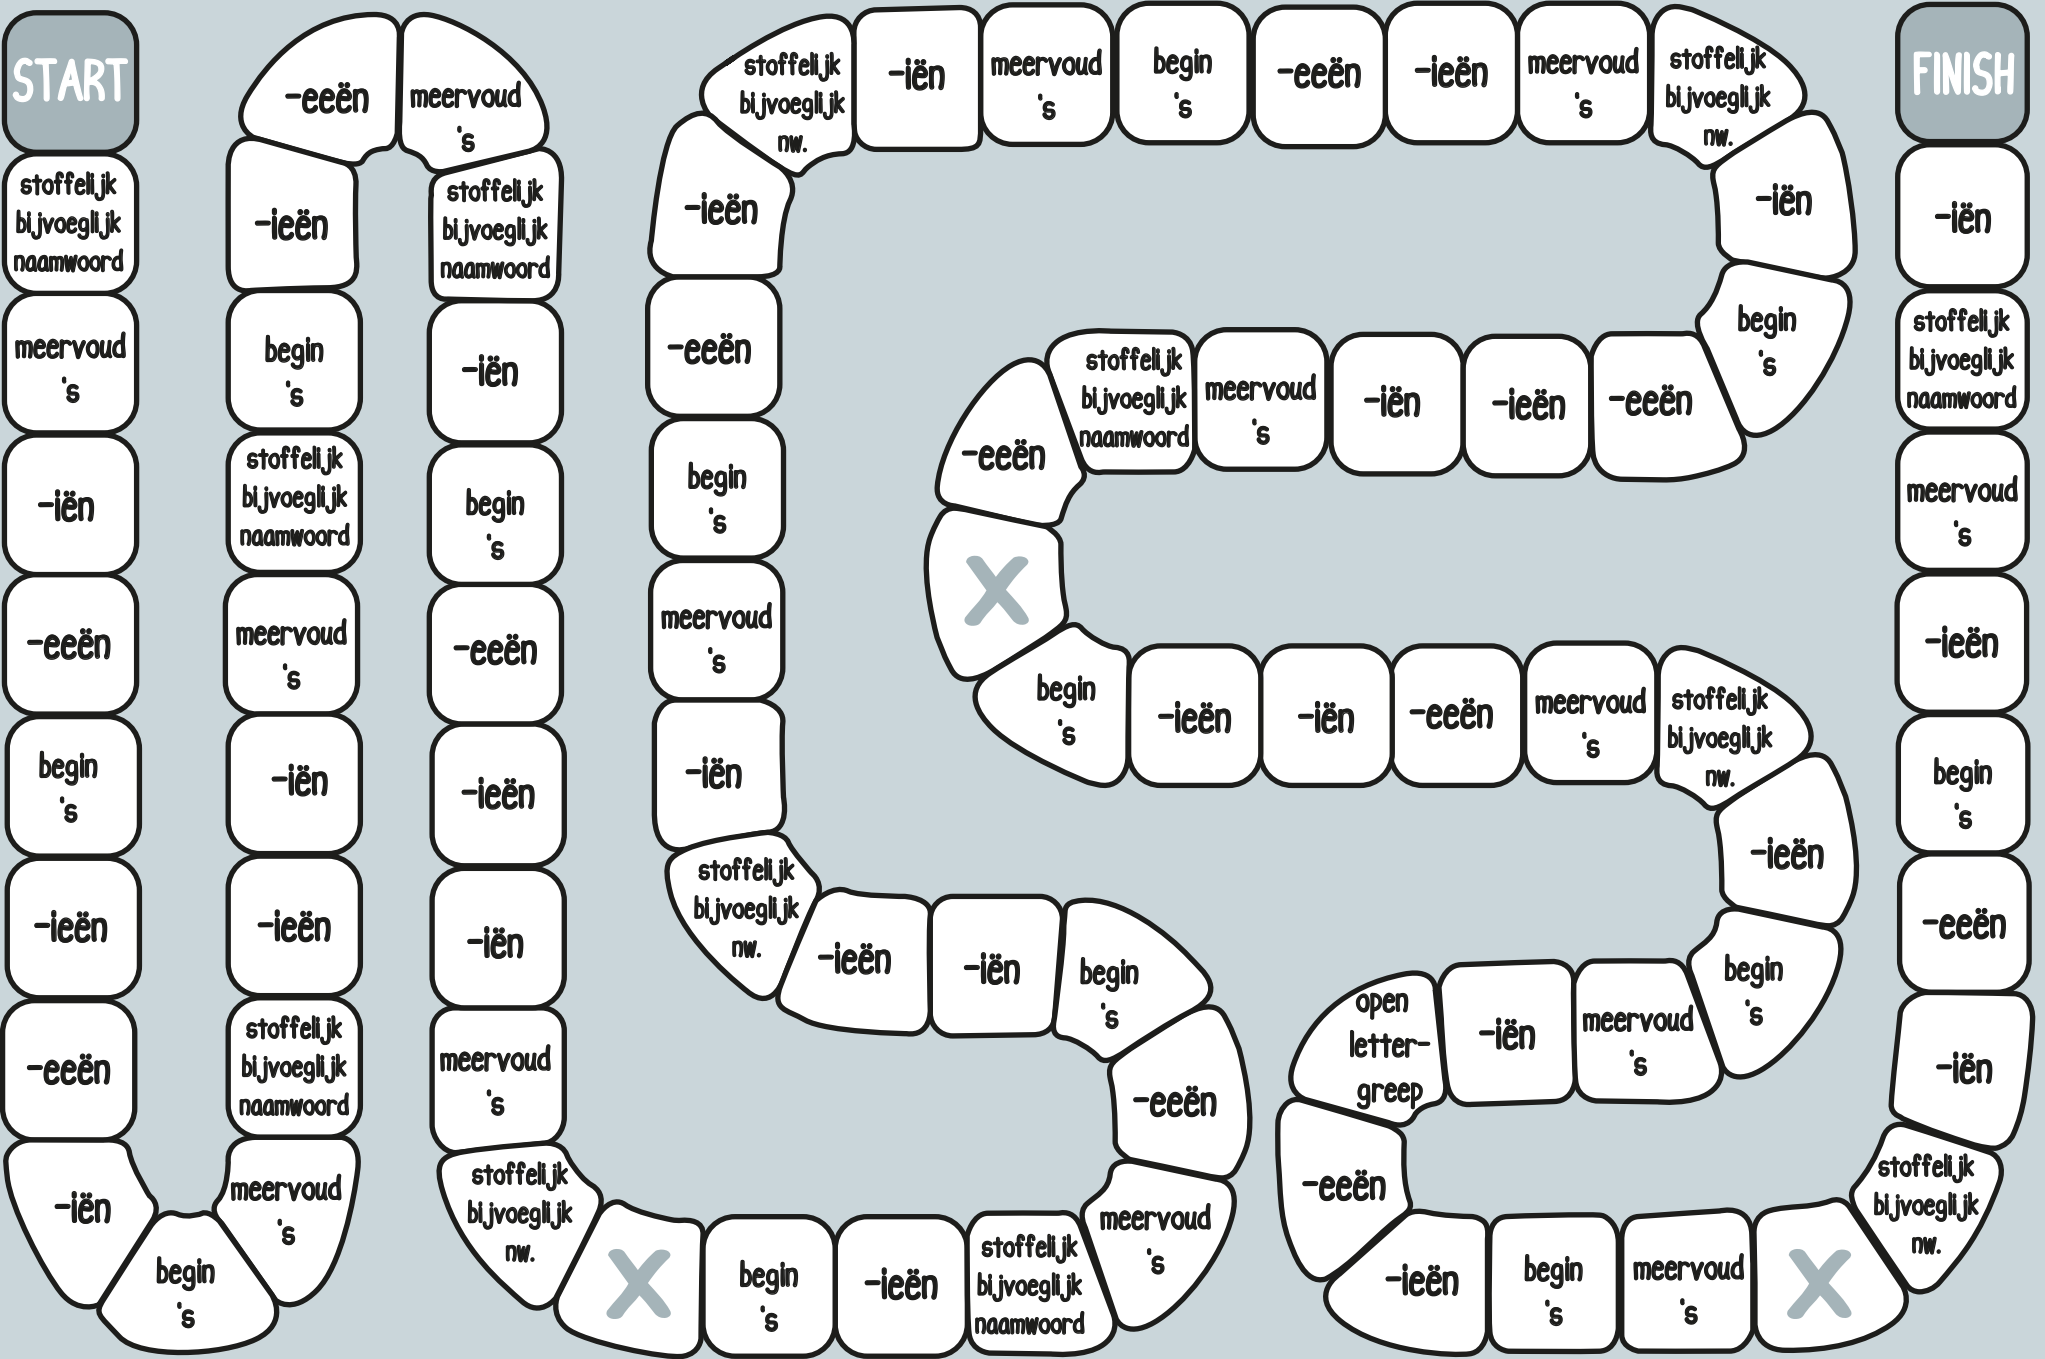 START
stoffelijk
bijvoeglijk
naamwoord
meervoud
's
-iën
-eeën
begin
's
-ieën
-eeën
-iën
begin
's
meervoud
's
stoffelijk
bijvoeglijk
naamwoord
-ieën
-iën
meervoud
's
stoffelijk
bijvoeglijk
naamwoord
begin
's
-ieën
-eeën
meervoud
's
stoffelijk
bijvoeglijk
naamwoord
-iën
begin
's
-eeën
-ieën
-iën
meervoud
's
stoffelijk
bijvoeglijk
nw.
X
begin
's
-ieën
stoffelijk
bijvoeglijk
naamwoord
meervoud
's
-eeën
begin
's
-iën
-ieën
stoffelijk
bijvoeglijk
nw.
-iën
meervoud
's
begin
's
-eeën
-ieën
stoffelijk
bijvoeglijk
nw.
-iën
meervoud
's
begin
's
-eeën
-ieën
meervoud
's
stoffelijk
bijvoeglijk
nw.
-iën
begin
's
-eeën
-ieën
-iën
meervoud
's
stoffelijk
bijvoeglijk
naamwoord
-eeën
X
begin
's
-ieën
-iën
-eeën
meervoud
's
stoffelijk
bijvoeglijk
nw.
-ieën
begin
's
meervoud
's
-iën
open
letter-
greep
-eeën
-ieën
begin
's
meervoud
's
X
stoffelijk
bijvoeglijk
nw.
-iën
-eeën
begin
's
-ieën
meervoud
's
stoffelijk
bijvoeglijk
naamwoord
-iën
FINISH